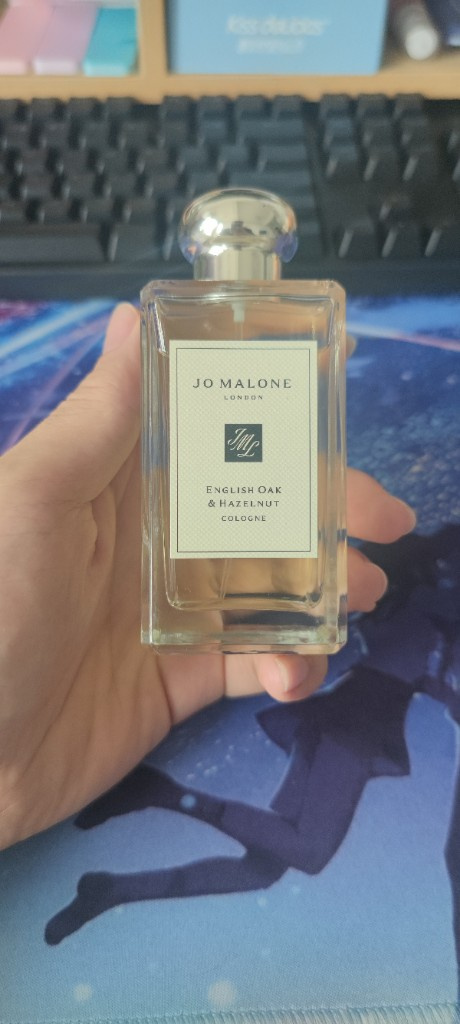 JO MALONE
LONDON
JML
ENGLISH OAK
& HAZELNUT
COLOGNE